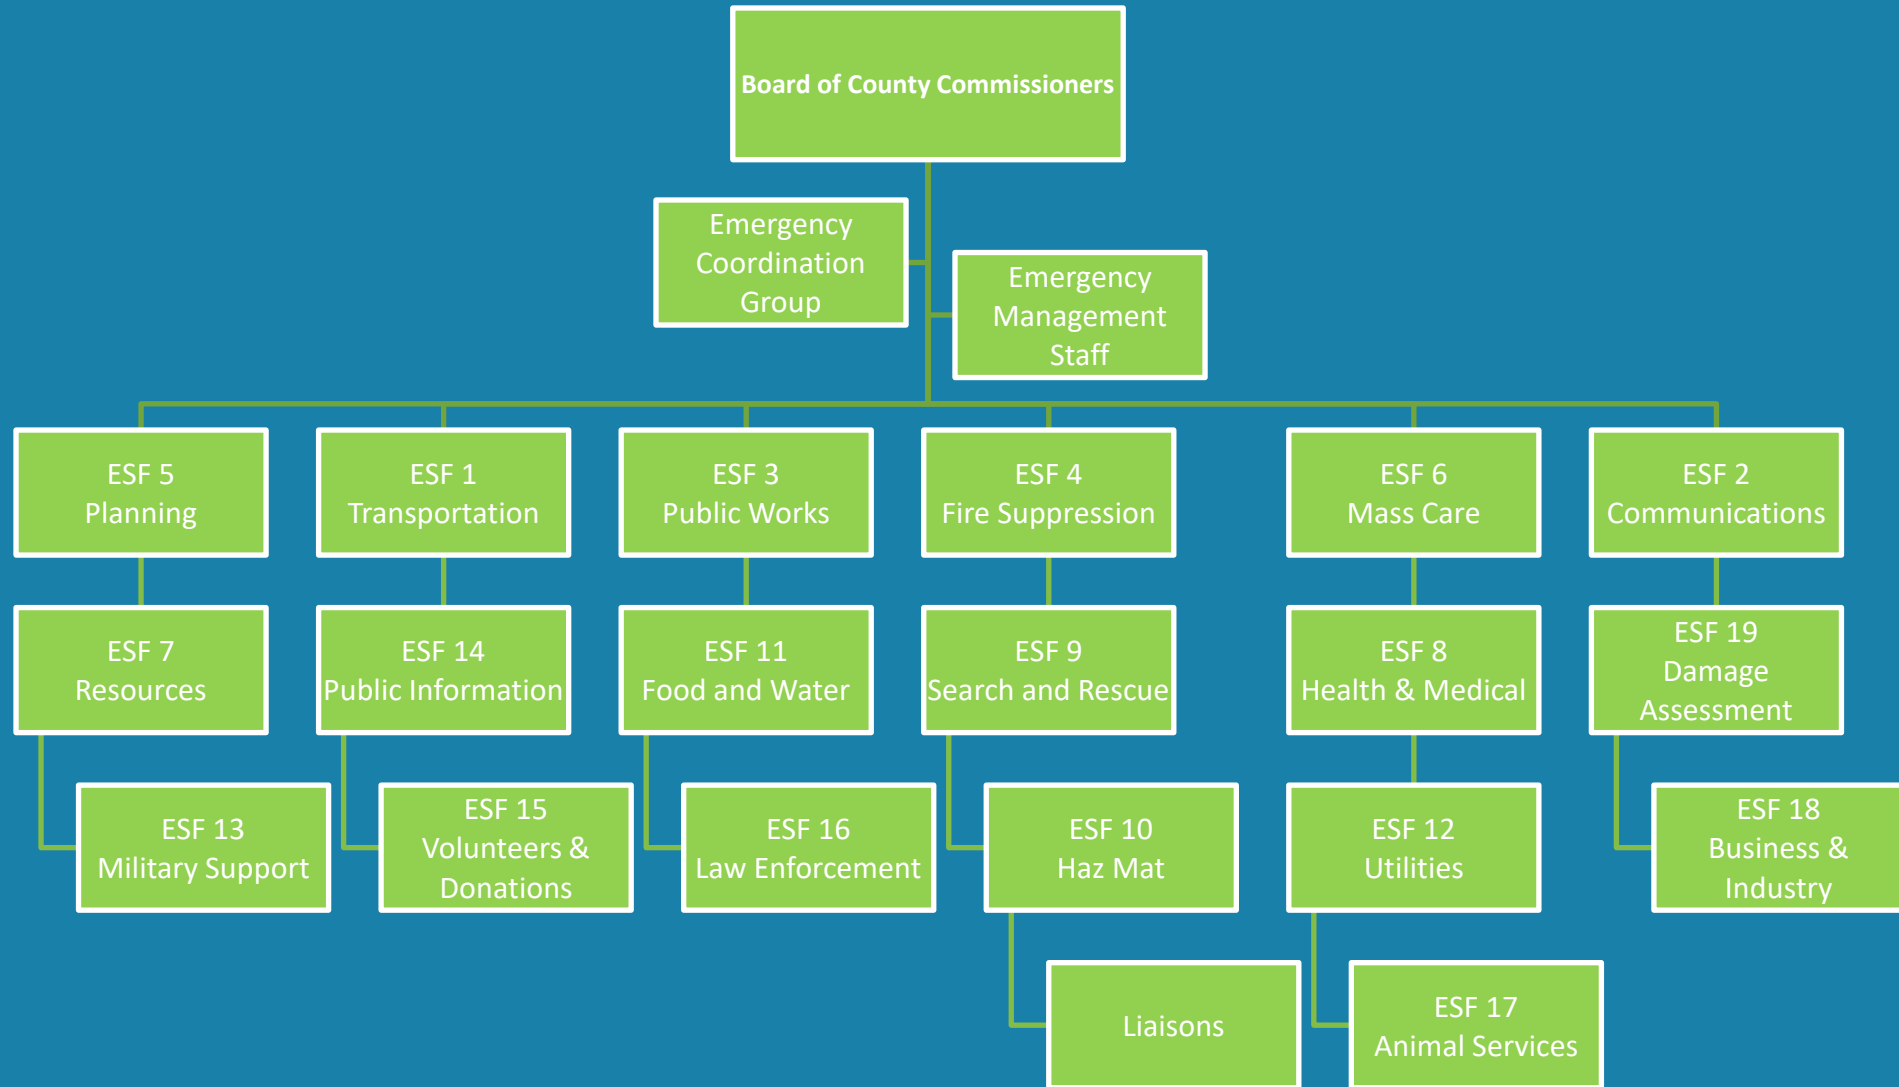 Board of County Commissioners
Emergency
Coordination
Group
Emergency
Management
Staff
ESF 5
Planning
ESF 1
Transportation
ESF 3
Public Works
ESF 4
Fire Suppression
ESF 6
Mass Care
ESF 2
Communications
ESF 7
Resources
ESF 14
Public Information
ESF 11
Food and Water
ESF 9
Search and Rescue
ESF 8
Health & Medical
ESF 19
Damage
Assessment
ESF 13
Military Support
ESF 15
Volunteers &
Donations
ESF 16
Law Enforcement
ESF 10
Haz Mat
ESF 12
Utilities
ESF 18
Business &
Industry
Liaisons
ESF 17
Animal Services